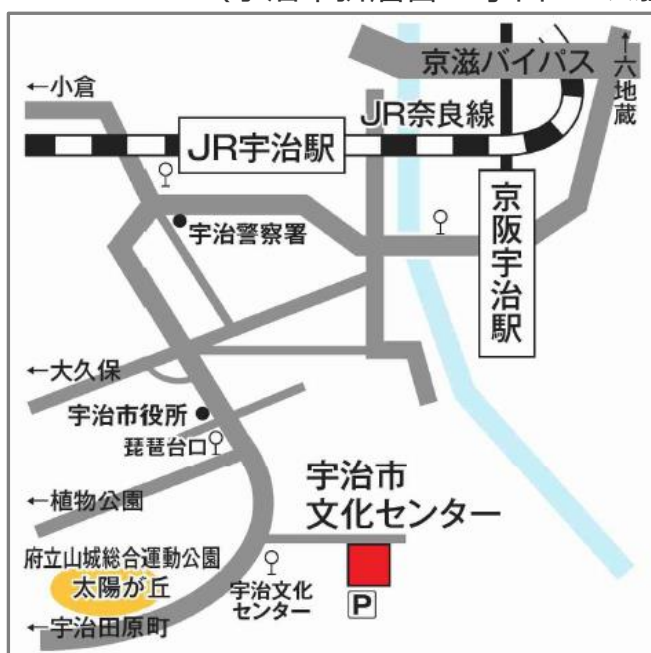 京滋バイパス
↑六地蔵
←小倉
JR奈良線
JR宇治駅
京阪宇治駅
宇治警察署
←大久保
宇治市役所
琵琶台口
宇治市
文化センター
←植物公園
府立山城総合運動公園
太陽が丘
宇治文化
センター
P
←宇治田原町